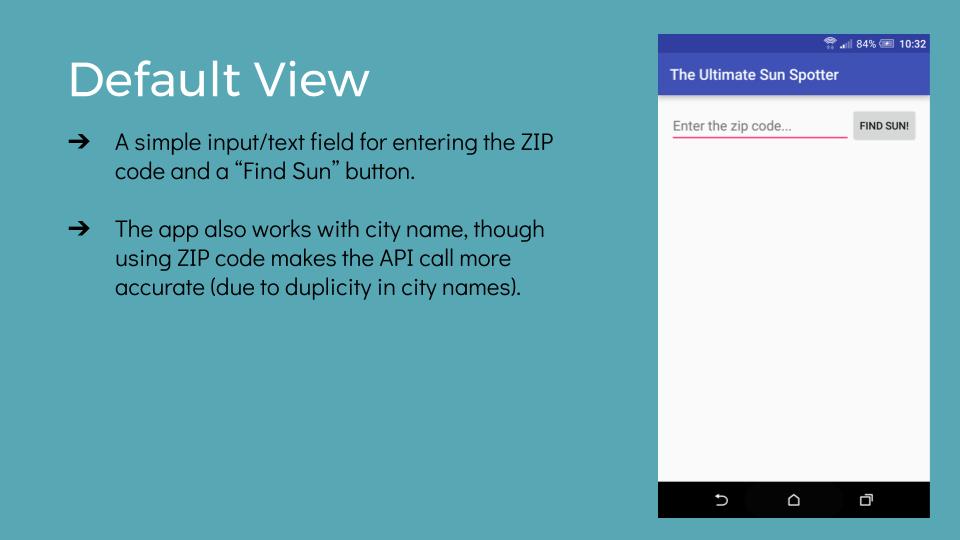 Default View
➔ A simple input/text field for entering the ZIP
code and a “Find Sun” button.
➔ The app also works with city name, though
using ZIP code makes the API call more
accurate (due to duplicity in city names).
84% 10:32
The Ultimate Sun Spotter
Enter the zip code... FIND SUN!